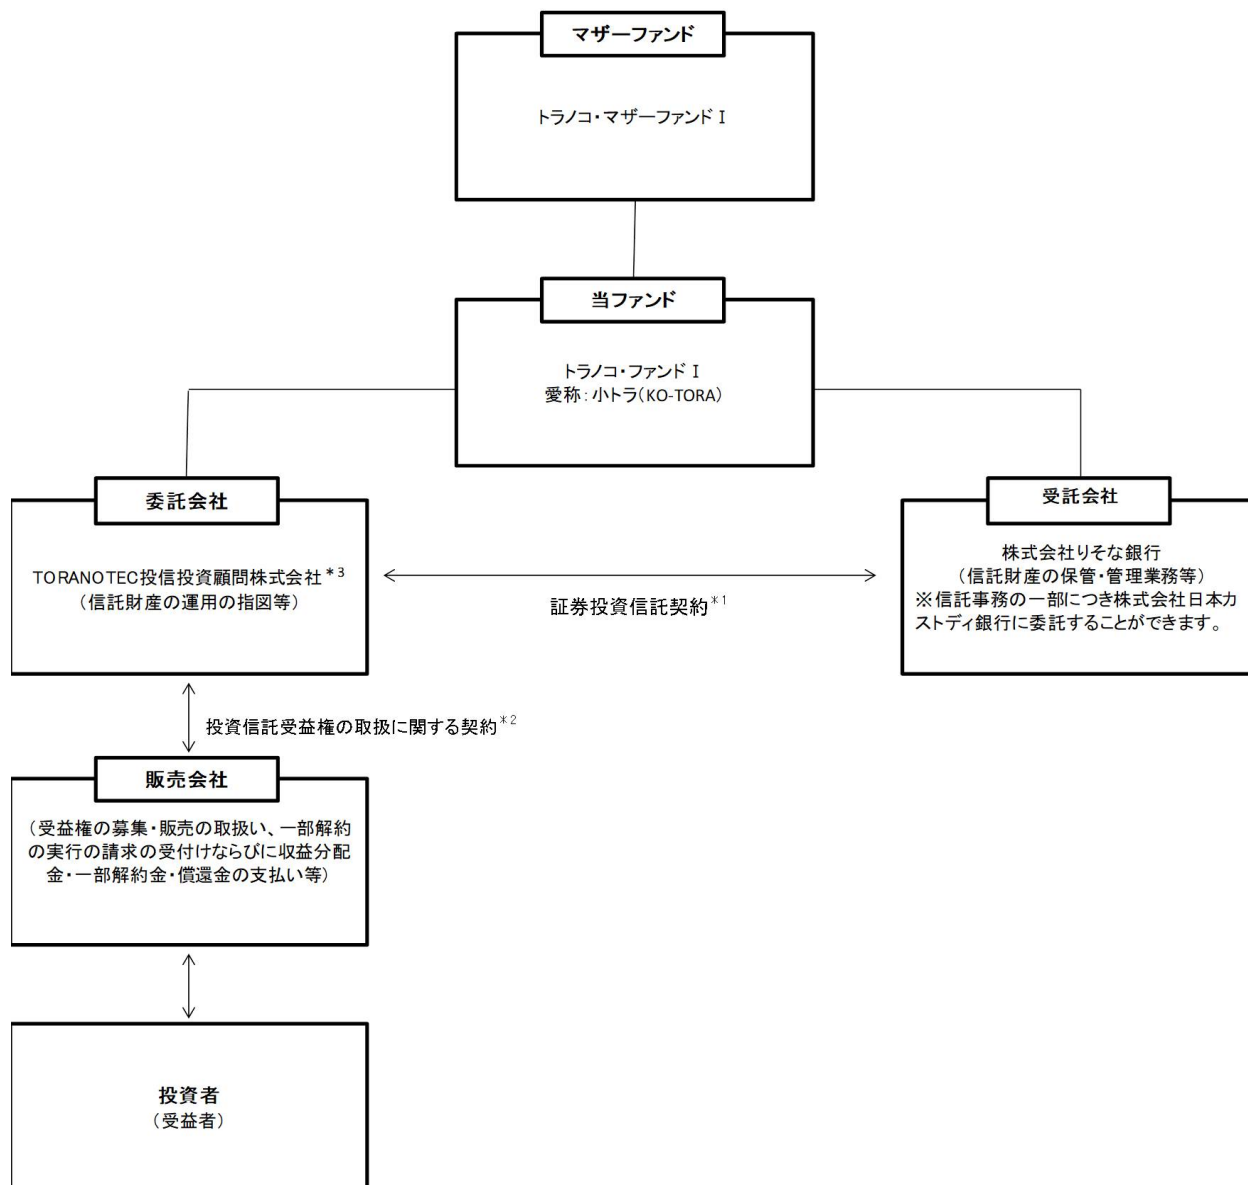 マザーファンド
トラノコ・マザーファンドⅠ
当ファンド
トラノコ・ファンドⅠ
愛称：小トラ（KO-TORA）
委託会社
TORANOTEC投信投資顧問株式会社＊3
（信託財産の運用の指図等）
証券投資信託契約＊1
受託会社
株式会社りそな銀行
（信託財産の保管・管理業務等）
※信託事務の一部につき株式会社日本カ
ストディ銀行に委託することができます。
投資信託受益権の取扱に関する契約＊2
販売会社
（受益権の募集・販売の取扱い、一部解約
の実行の請求の受付けならびに収益分配
金・一部解約金・償還金の支払い等）
投資者
（受益者）